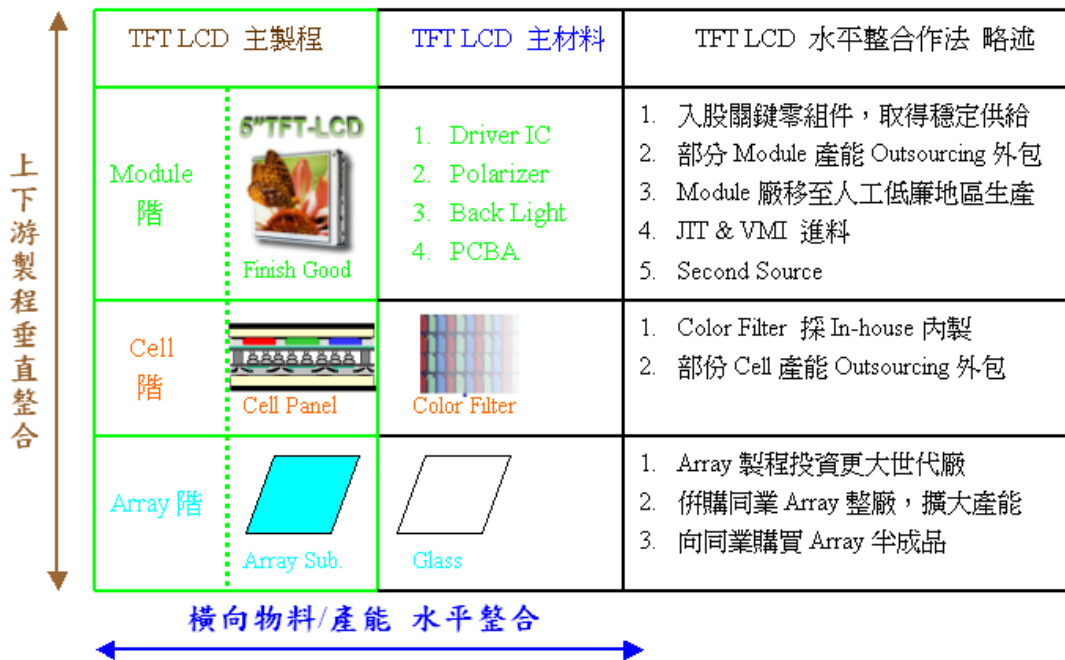 TFT LCD 主製程
TFT LCD 主材料
TFT LCD 水平整合作法 略述
上下游製程垂直整合
Module
階
5"TFT-LCD
Finish Good
1. Driver IC
2. Polarizer
3. Back Light
4. PCBA
1. 入股關鍵零組件，取得穩定供給
2. 部分 Module 產能 Outsourcing 外包
3. Module 廠移至人工低廉地區生產
4. JIT & VMI 進料
5. Second Source
Cell
階
Cell Panel
Color Filter
1. Color Filter 採 In-house 內製
2. 部份 Cell 產能 Outsourcing 外包
Array 階
Array Sub.
Glass
1. Array 製程投資更大世代廠
2. 併購同業 Array 整廠，擴大產能
3. 向同業購買 Array 半成品
橫向物料/產能 水平整合